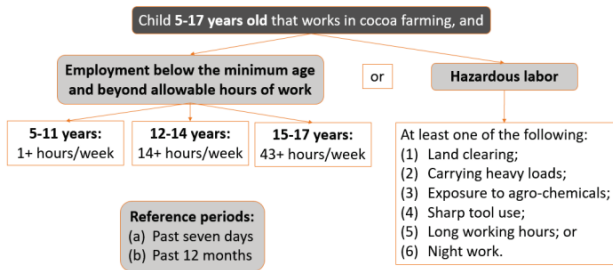 Child 5-17 years old that works in cocoa farming, and
Employment below the minimum age
and beyond allowable hours of work
or
Hazardous labor
5-11 years:
1+ hours/week
12-14 years:
14+ hours/week
15-17 years:
43+ hours/week
At least one of the following:
(1) Land clearing;
(2) Carrying heavy loads;
(3) Exposure to agro-chemicals;
(4) Sharp tool use;
(5) Long working hours; or
(6) Night work.
Reference periods:
(a) Past seven days
(b) Past 12 months